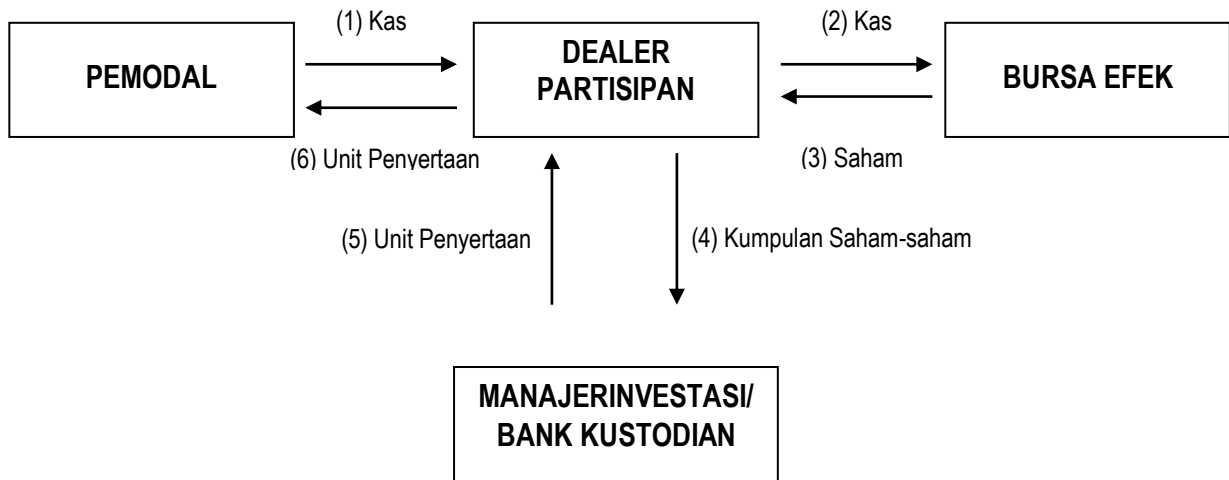 (1) Kas
(2) Kas
PEMODAL
DEALER
PARTISIPAN
BURSA EFEK
(6) Unit Penyertaan
(3) Saham
(5) Unit Penyertaan
(4) Kumpulan Saham-saham
MANAJERINVESTASI/
BANK KUSTODIAN